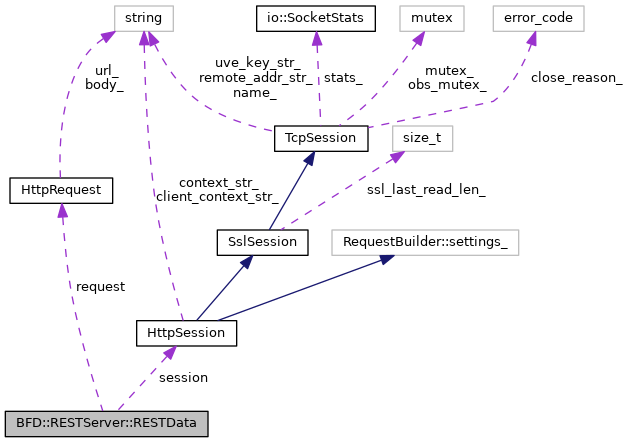 string
io::SocketStats
mutex
error_code
url_
body_
uve_key_str_
remote_addr_str_
name_
stats_
mutex_
obs_mutex_
close_reason_
TcpSession
size_t
HttpRequest
context_str_
client_context_str_
ssl_last_read_len_
SslSession
RequestBuilder::settings_
request
HttpSession
session
BFD::RESTServer::RESTData